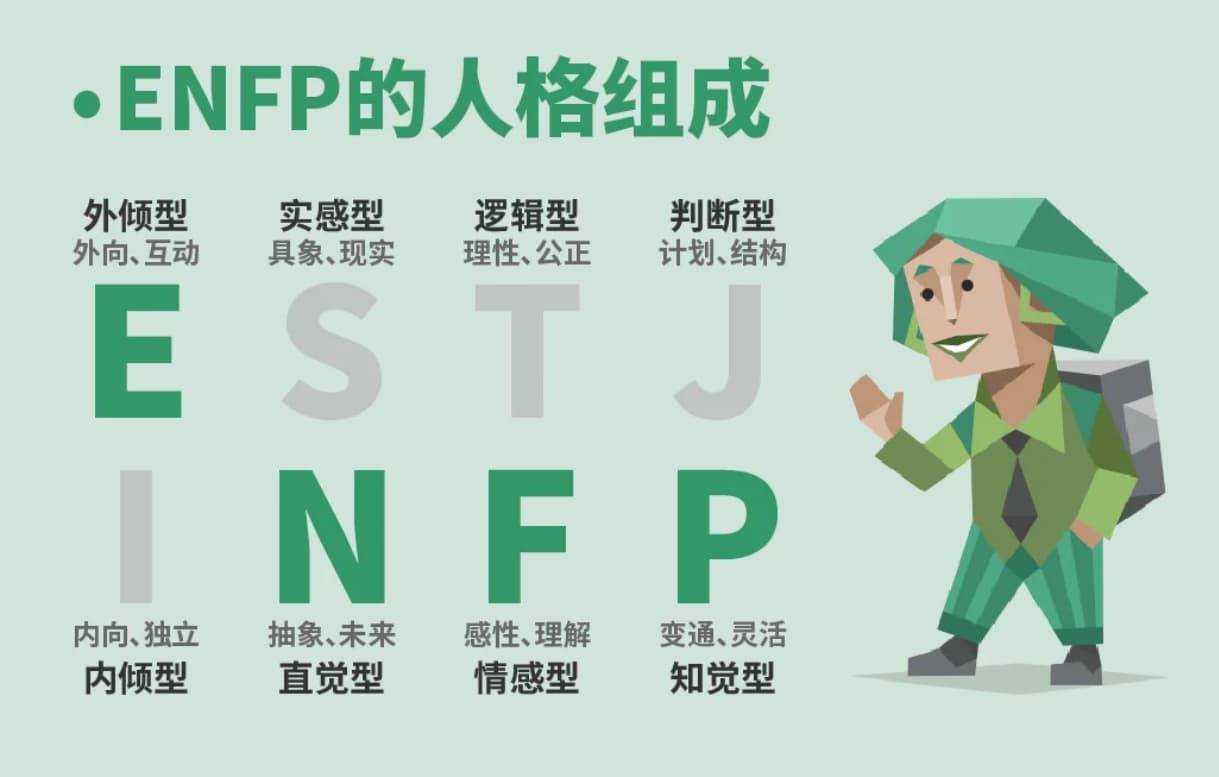 •ENFP的人格组成
外倾型 实感型 逻辑型 判断型
外向、互动 具象、现实 理性、公正 计划、结构
E S T J
I N F P
内向、独立 抽象、未来 感性、理解 变通、灵活
内倾型 直觉型 情感型 知觉型